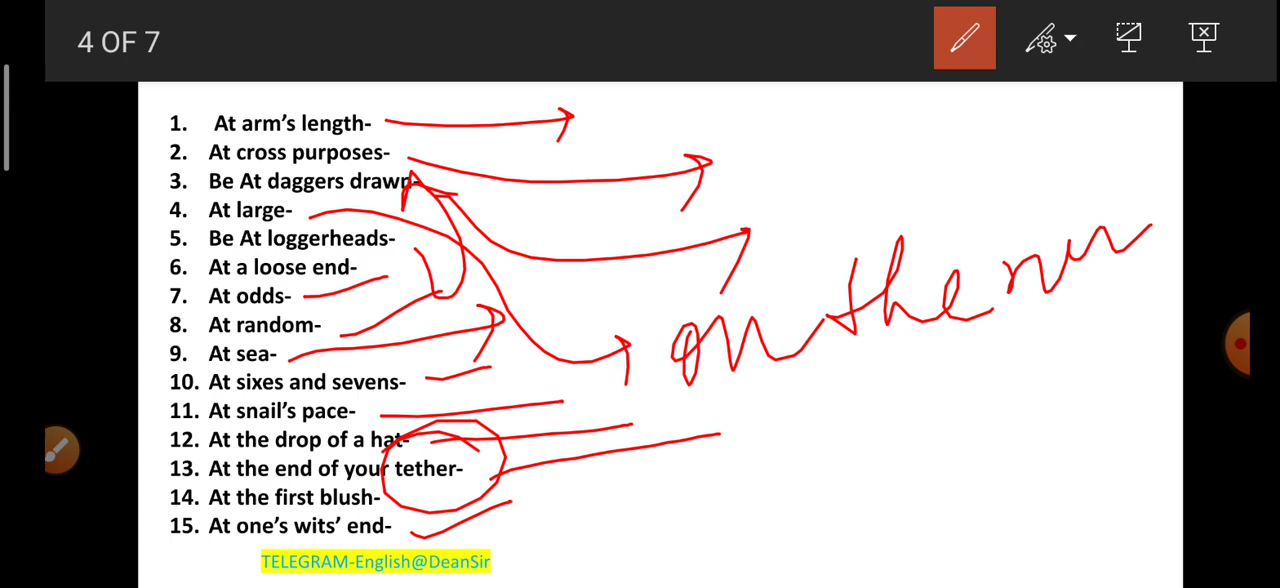 4 OF 7
1. At arm's length-
2. At cross purposes-
3. Be At daggers drawn-
4. At large-
5. Be At loggerheads-
6. At a loose end-
7. At odds-
8. At random-
9. At sea-
10. At sixes and sevens-
11. At snail's pace-
12. At the drop of a hat-
13. At the end of your tether-
14. At the first blush-
15. At one's wits' end-
on the run
TELEGRAM-English@DeanSir